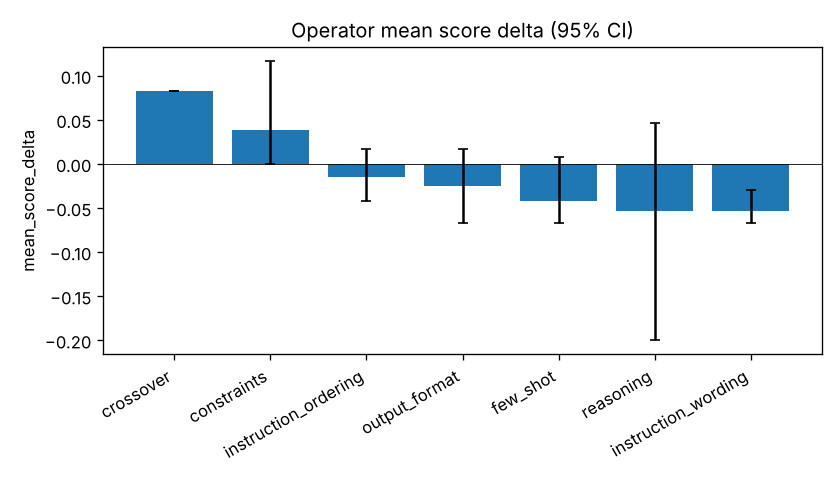 Operator mean score delta (95% CI)
mean_score_delta
0.10
0.05
0.00
−0.05
−0.10
−0.15
−0.20
crossover
constraints
instruction_ordering
output_format
few_shot
reasoning
instruction_wording